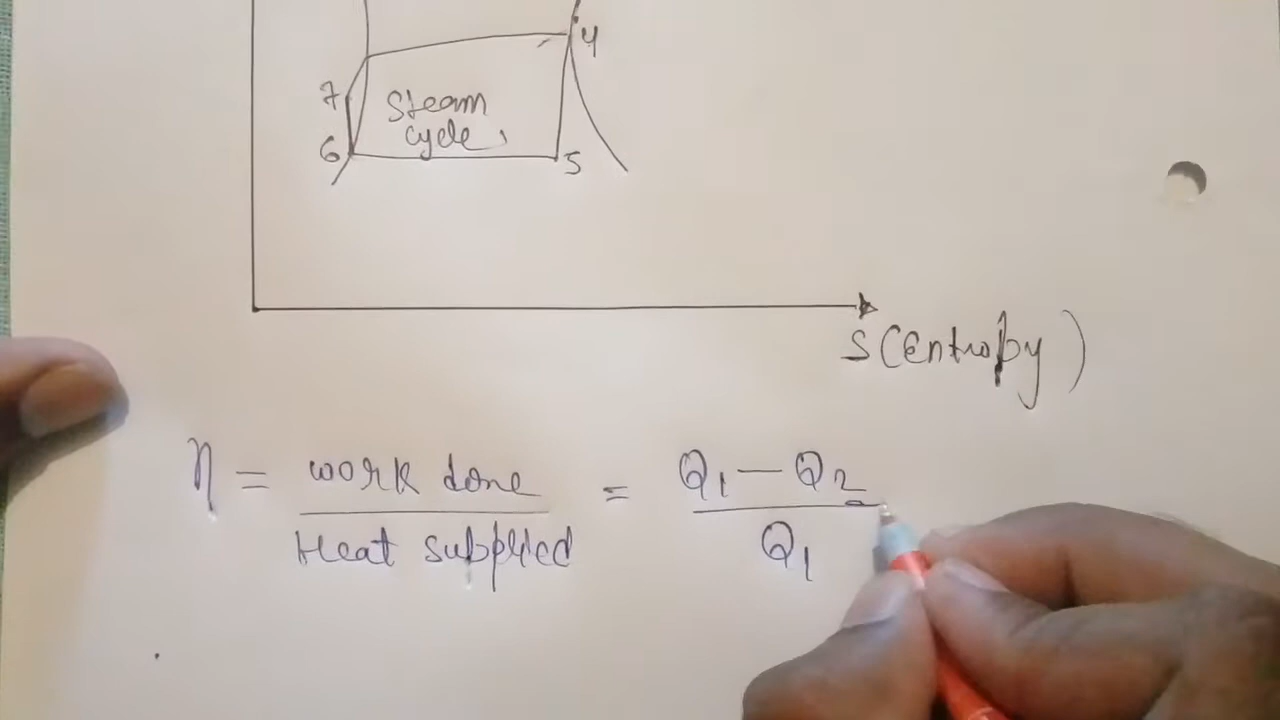 4
7
Steam
cycle
6
5
S (Entropy)
η = work done / Heat supplied = Q1 — Q2 / Q1